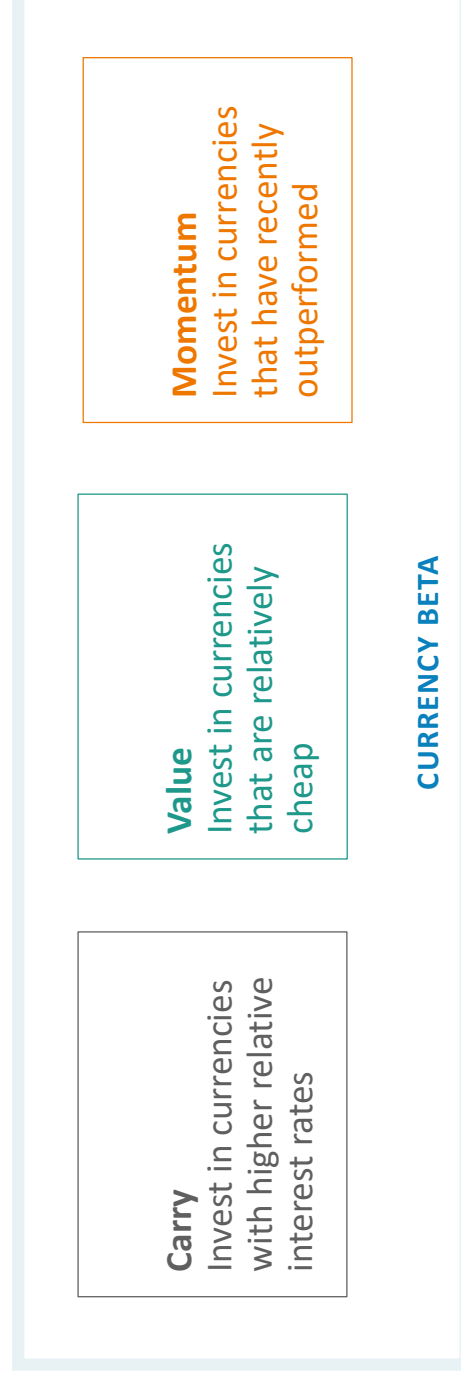 Carry
Invest in currencies
with higher relative
interest rates
Value
Invest in currencies
that are relatively
cheap
Momentum
Invest in currencies
that have recently
outperformed
CURRENCY BETA